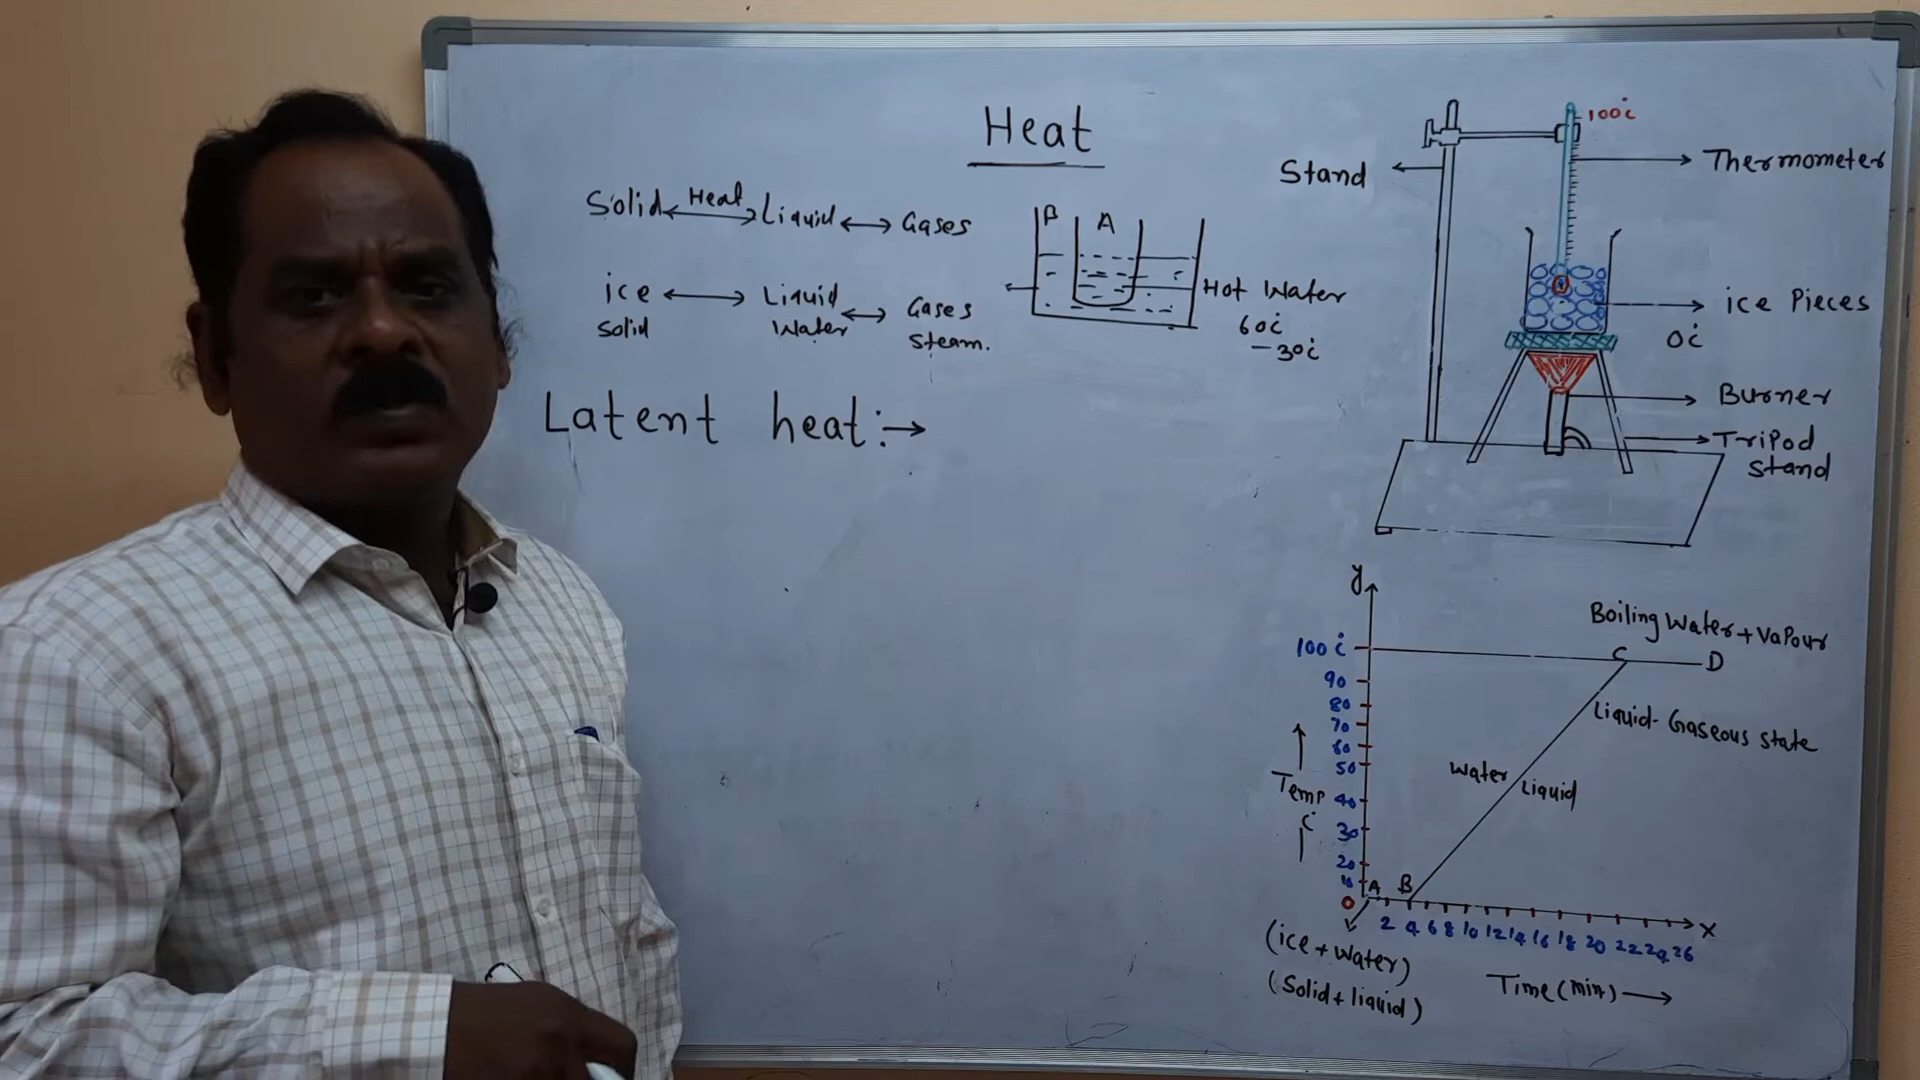 Heat
Solid ⟷ Heat Liquid ⟷ Gases
ice ⟷ Liquid ⟷ Gases
Solid Water Steam.
B A
Hot Water
60°c
-30°c
Latent heat:→
100°c
Stand
Thermometer
ice Pieces
0°c
Burner
TriPod
Stand
y
Boiling Water + Vapour
100°c
C D
90
80
70
60
50
40
30
20
10
0
Liquid-Gaseous state
Water Liquid
Temp
°c
A B
2 4 6 8 10 12 14 16 18 20 22 24 26 x
(ice + Water)
(Solid + liquid)
Time (min) →